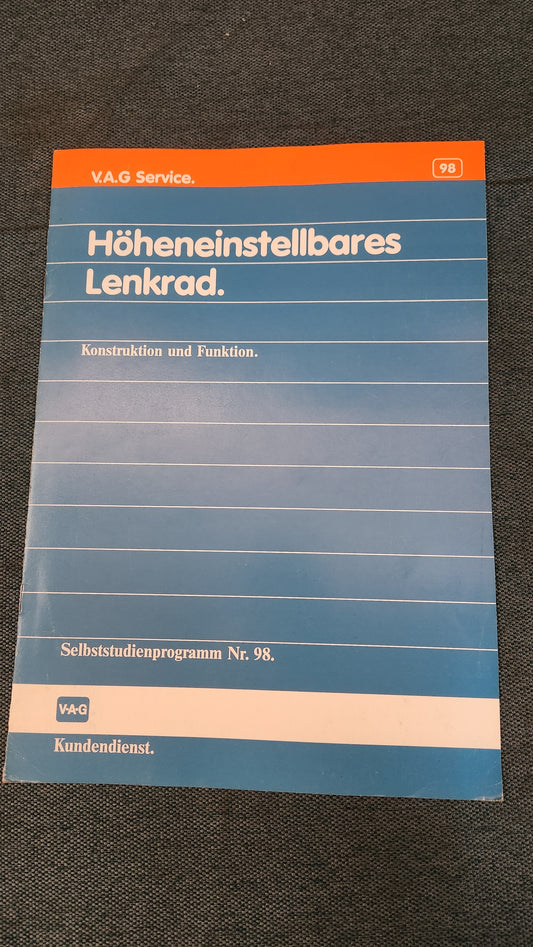 V.A.G Service.
98
Höheneinstellbares
Lenkrad.
Konstruktion und Funktion.
Selbststudienprogramm Nr. 98.
V·A·G
Kundendienst.